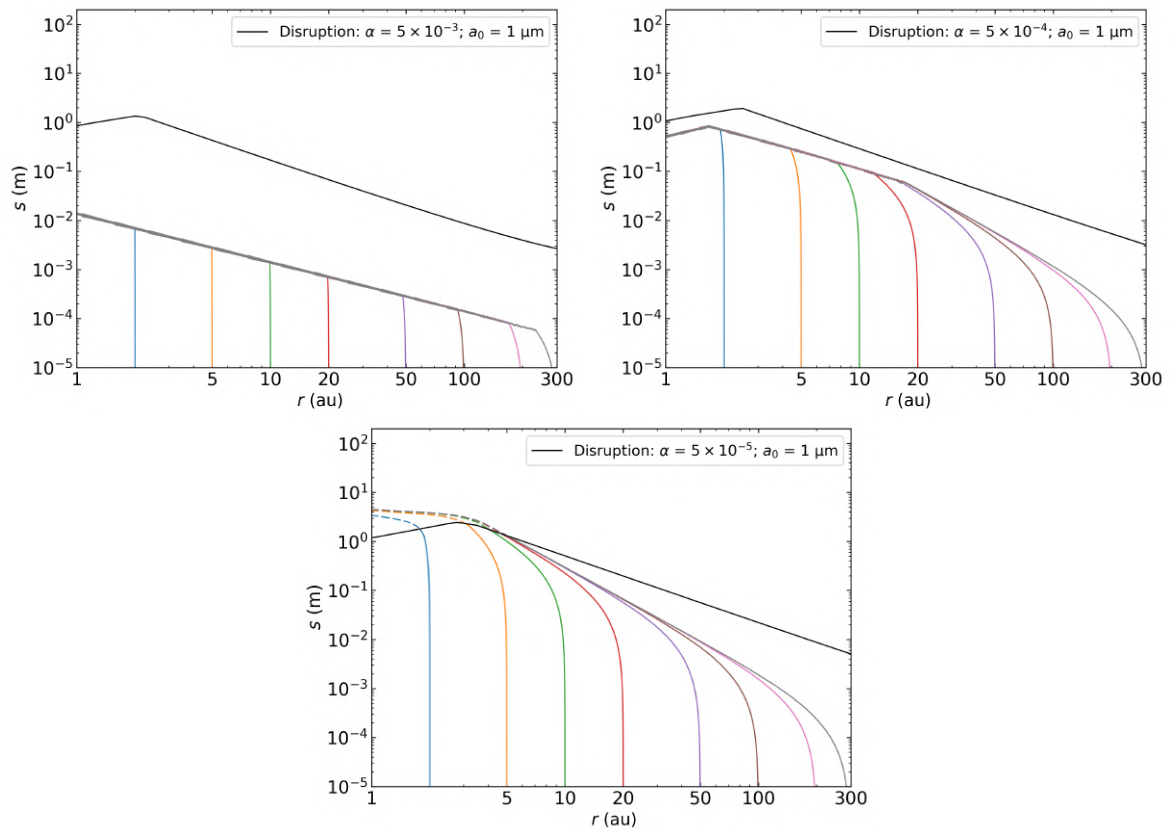 Disruption: α = 5 × 10⁻³; a₀ = 1 μm
10²
10¹
10⁰
10⁻¹
10⁻²
10⁻³
10⁻⁴
10⁻⁵
s (m)
1 5 10 20 50 100 300
r (au)
Disruption: α = 5 × 10⁻⁴; a₀ = 1 μm
10²
10¹
10⁰
10⁻¹
10⁻²
10⁻³
10⁻⁴
10⁻⁵
s (m)
1 5 10 20 50 100 300
r (au)
Disruption: α = 5 × 10⁻⁵; a₀ = 1 μm
10²
10¹
10⁰
10⁻¹
10⁻²
10⁻³
10⁻⁴
10⁻⁵
s (m)
1 5 10 20 50 100 300
r (au)